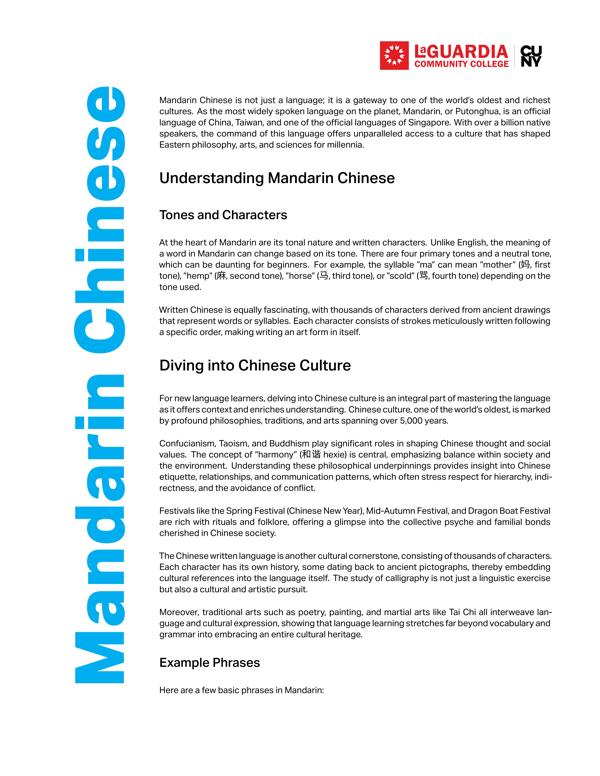 LaGUARDIA
COMMUNITY COLLEGE
CU
NY
Mandarin Chinese
Mandarin Chinese is not just a language; it is a gateway to one of the world's oldest and richest
cultures. As the most widely spoken language on the planet, Mandarin, or Putonghua, is an official
language of China, Taiwan, and one of the official languages of Singapore. With over a billion native
speakers, the command of this language offers unparalleled access to a culture that has shaped
Eastern philosophy, arts, and sciences for millennia.
Understanding Mandarin Chinese
Tones and Characters
At the heart of Mandarin are its tonal nature and written characters. Unlike English, the meaning of
a word in Mandarin can change based on its tone. There are four primary tones and a neutral tone,
which can be daunting for beginners. For example, the syllable "ma" can mean "mother" (妈, first
tone), "hemp" (麻, second tone), "horse" (马, third tone), or "scold" (骂, fourth tone) depending on the
tone used.
Written Chinese is equally fascinating, with thousands of characters derived from ancient drawings
that represent words or syllables. Each character consists of strokes meticulously written following
a specific order, making writing an art form in itself.
Diving into Chinese Culture
For new language learners, delving into Chinese culture is an integral part of mastering the language
as it offers context and enriches understanding. Chinese culture, one of the world's oldest, is marked
by profound philosophies, traditions, and arts spanning over 5,000 years.
Confucianism, Taoism, and Buddhism play significant roles in shaping Chinese thought and social
values. The concept of "harmony" (和谐 hexie) is central, emphasizing balance within society and
the environment. Understanding these philosophical underpinnings provides insight into Chinese
etiquette, relationships, and communication patterns, which often stress respect for hierarchy, indi-
rectness, and the avoidance of conflict.
Festivals like the Spring Festival (Chinese New Year), Mid-Autumn Festival, and Dragon Boat Festival
are rich with rituals and folklore, offering a glimpse into the collective psyche and familial bonds
cherished in Chinese society.
The Chinese written language is another cultural cornerstone, consisting of thousands of characters.
Each character has its own history, some dating back to ancient pictographs, thereby embedding
cultural references into the language itself. The study of calligraphy is not just a linguistic exercise
but also a cultural and artistic pursuit.
Moreover, traditional arts such as poetry, painting, and martial arts like Tai Chi all interweave lan-
guage and cultural expression, showing that language learning stretches far beyond vocabulary and
grammar into embracing an entire cultural heritage.
Example Phrases
Here are a few basic phrases in Mandarin: